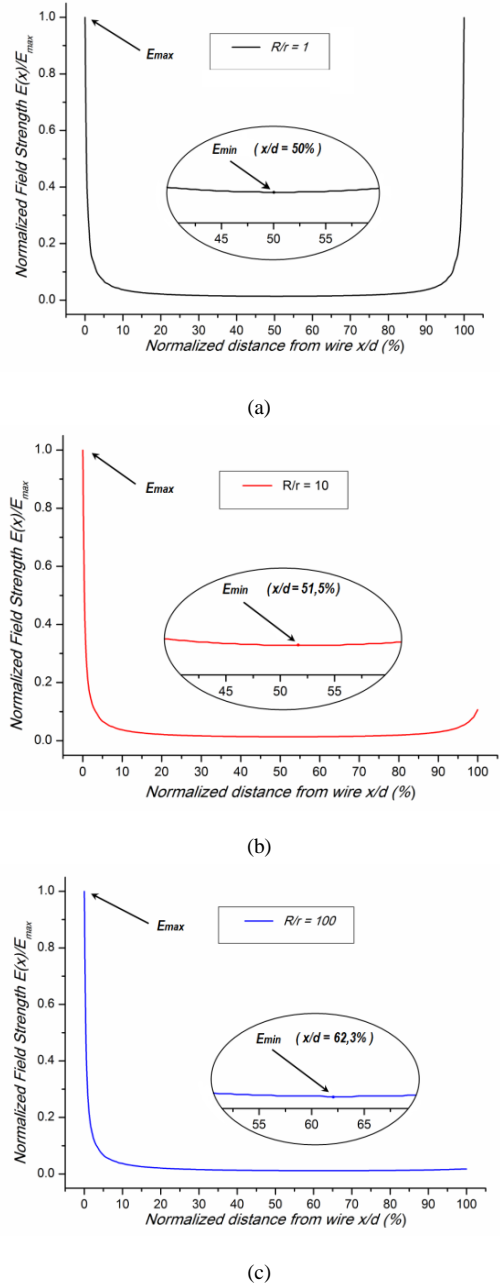 Normalized Field Strength E(x)/Emax
1.0
0.8
0.6
0.4
0.2
0.0
Emax
R/r = 1
Emin ( x/d = 50% )
45 50 55
0 10 20 30 40 50 60 70 80 90 100
Normalized distance from wire x/d (%)
(a)
Normalized Field Strength E(x)/Emax
1.0
0.8
0.6
0.4
0.2
0.0
Emax
R/r = 10
Emin (x/d = 51,5%)
45 50 55
0 10 20 30 40 50 60 70 80 90 100
Normalized distance from wire x/d (%)
(b)
Normalized Field Strength E(x)/Emax
1.0
0.8
0.6
0.4
0.2
0.0
Emax
R/r = 100
Emin ( x/d = 62,3% )
55 60 65
0 10 20 30 40 50 60 70 80 90 100
Normalized distance from wire x/d (%)
(c)